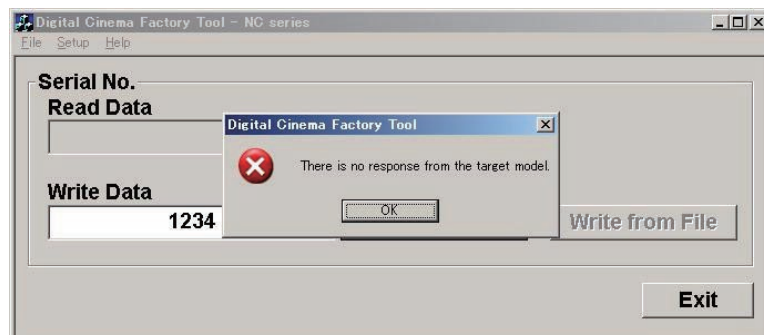 Digital Cinema Factory Tool - NC series
File Setup Help
Serial No.
Read Data
Digital Cinema Factory Tool
There is no response from the target model.
OK
Write Data
1234
Write from File
Exit